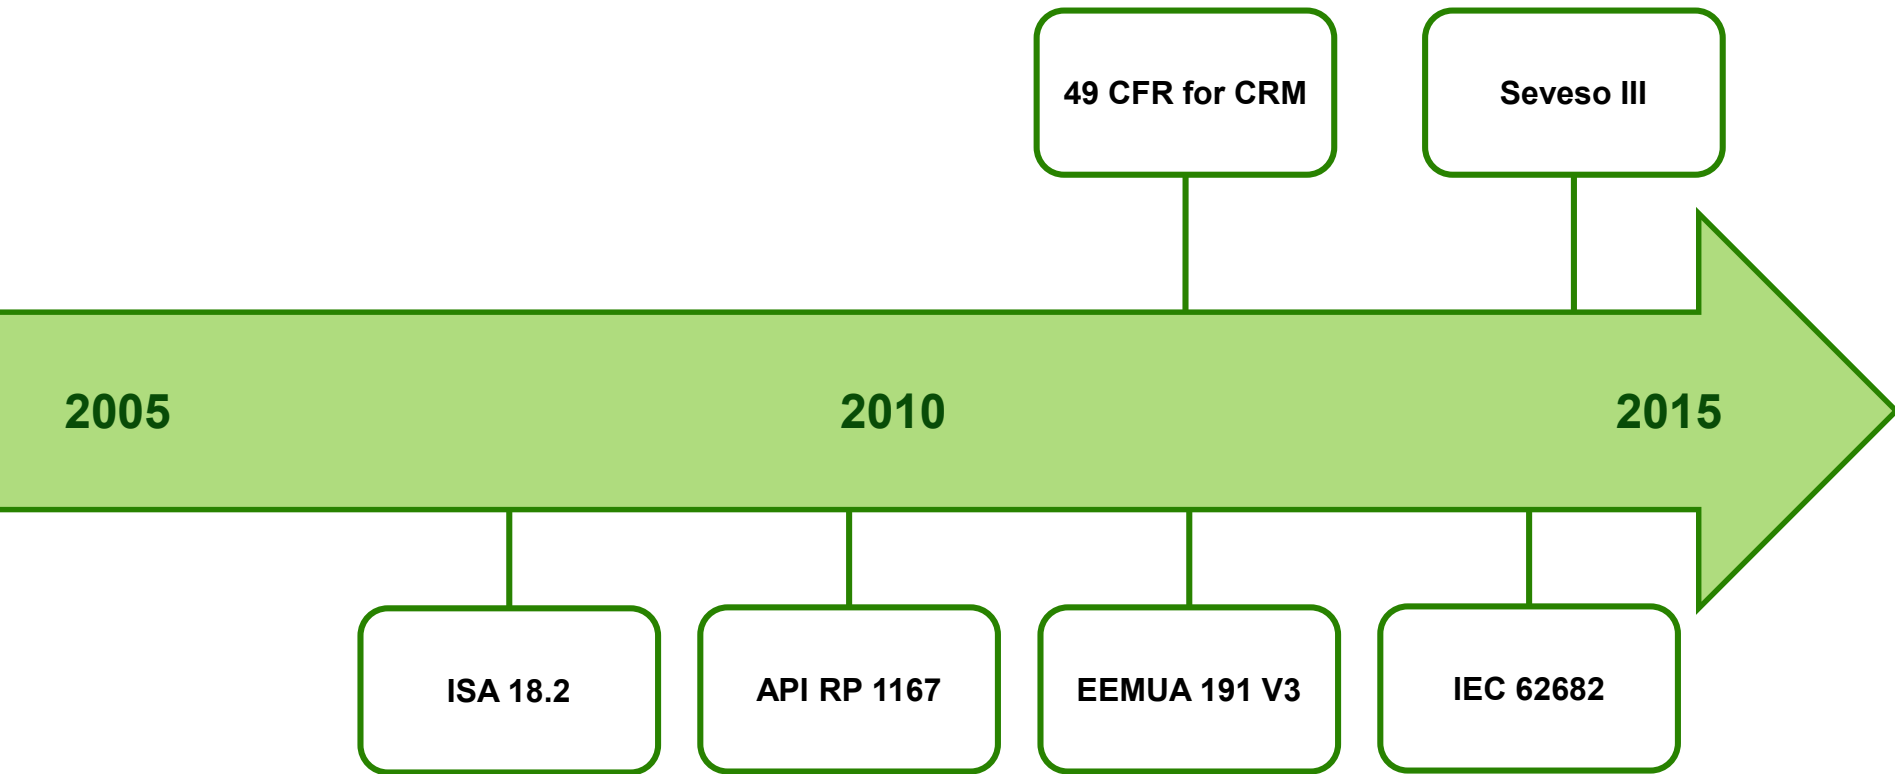 49 CFR for CRM
Seveso III
2005
2010
2015
ISA 18.2
API RP 1167
EEMUA 191 V3
IEC 62682